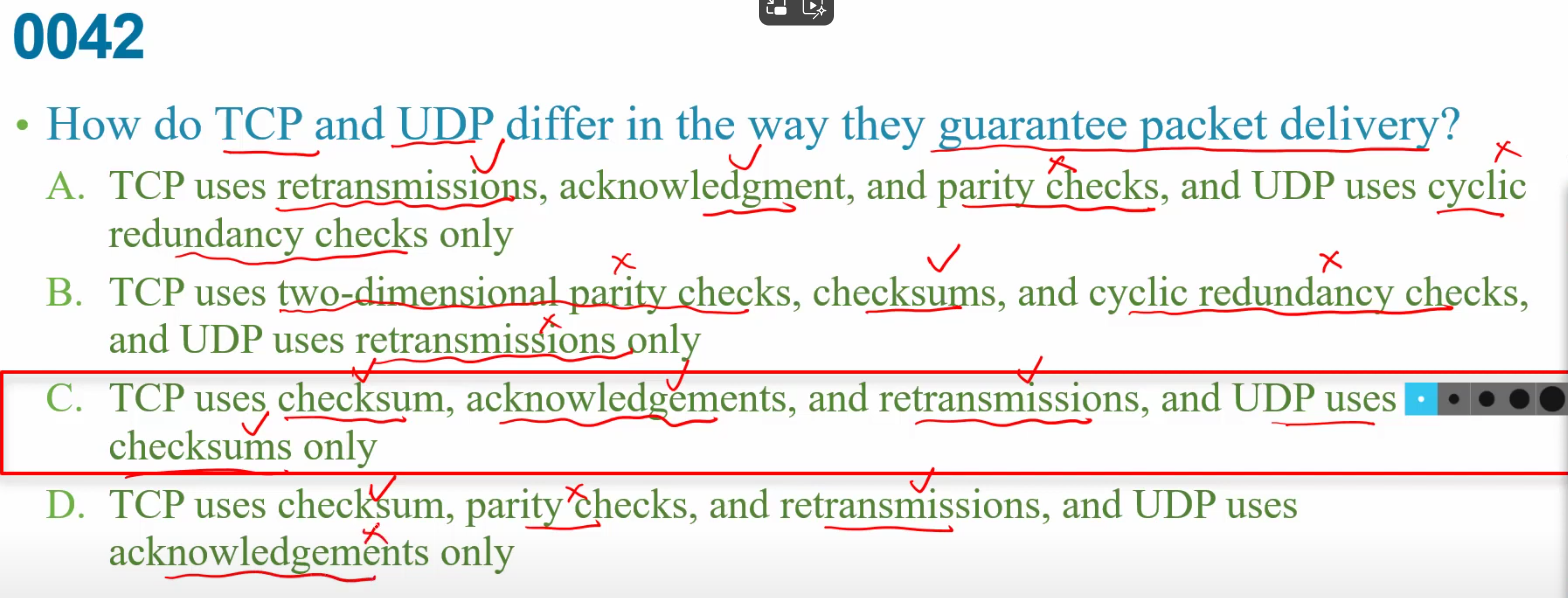 0042
• How do TCP and UDP differ in the way they guarantee packet delivery?
A. TCP uses retransmissions, acknowledgment, and parity checks, and UDP uses cyclic
redundancy checks only
B. TCP uses two-dimensional parity checks, checksums, and cyclic redundancy checks,
and UDP uses retransmissions only
C. TCP uses checksum, acknowledgements, and retransmissions, and UDP uses
checksums only
D. TCP uses checksum, parity checks, and retransmissions, and UDP uses
acknowledgements only